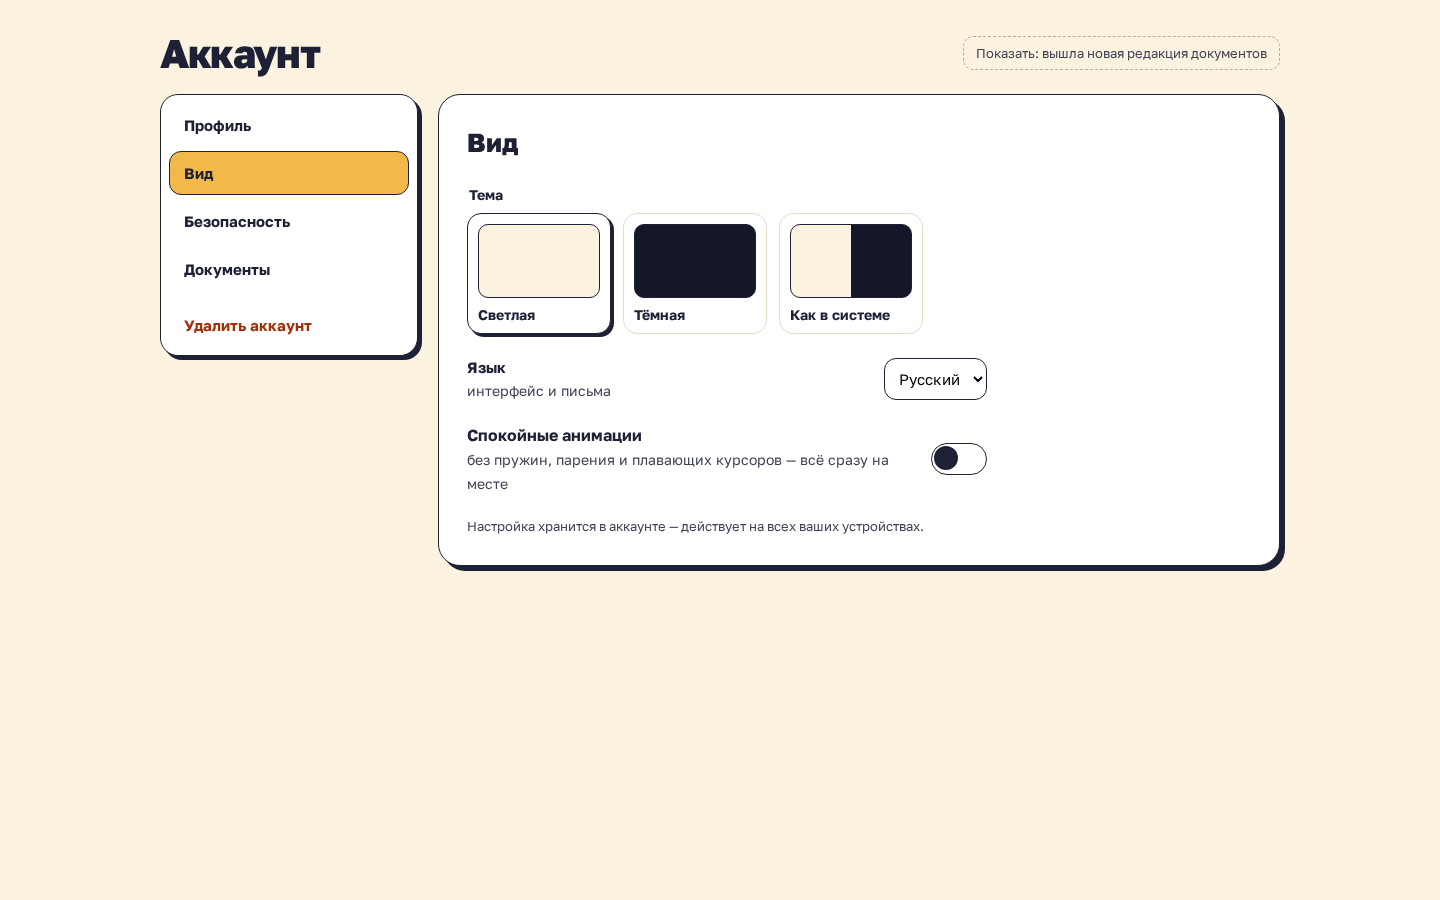 Аккаунт
Показать: вышла новая редакция документов
Профиль
Вид
Безопасность
Документы
Удалить аккаунт
Вид
Тема
Светлая
Тёмная
Как в системе
Язык
интерфейс и письма
Русский
Спокойные анимации
без пружин, парения и плавающих курсоров — всё сразу на
месте
Настройка хранится в аккаунте — действует на всех ваших устройствах.